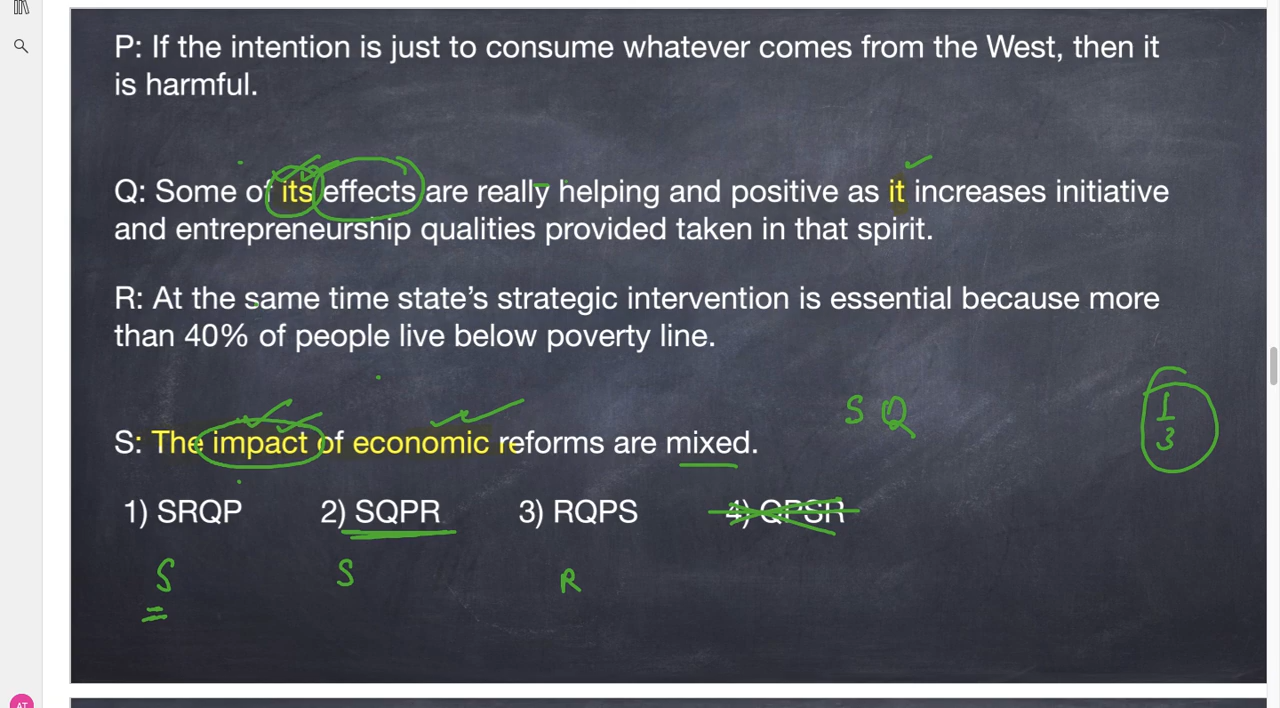 P: If the intention is just to consume whatever comes from the West, then it
is harmful.
Q: Some of its effects are really helping and positive as it increases initiative
and entrepreneurship qualities provided taken in that spirit.
R: At the same time state's strategic intervention is essential because more
than 40% of people live below poverty line.
S Q
1
3
S: The impact of economic reforms are mixed.
1) SRQP 2) SQPR 3) RQPS 4) QPSR
S S R
AT